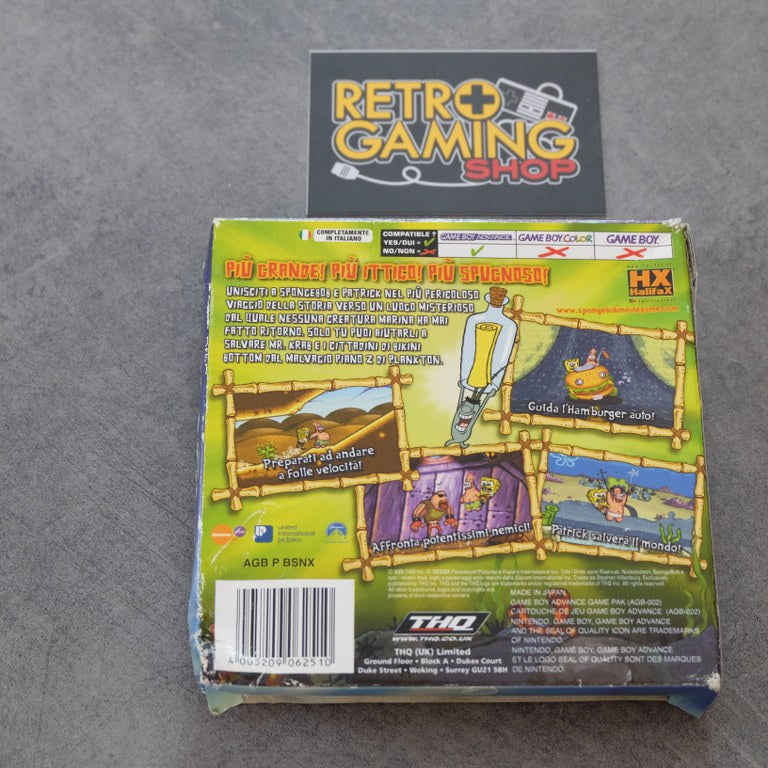 RETRO
GAMING
SHOP
COMPLETAMENTE
IN ITALIANO
COMPATIBLE ?
YES/OUI =
NO/NON =
GAME BOY ADVANCE
GAME BOY COLOR
GAME BOY
PIÙ GRANDE! PIÙ ITTICO! PIÙ SPUGNOSO!
HX
HalifaX
www.spongebobmoviegame.com
UNISCITI A SPONGEBOB E PATRICK NEL PIÙ PERICOLOSO
VIAGGIO DELLA STORIA VERSO UN LUOGO MISTERIOSO
DAL QUALE NESSUNA CREATURA MARINA HA MAI
FATTO RITORNO. SOLO TU PUOI AIUTARLI A
SALVARE MR. KRAB E I CITTADINI DI BIKINI
BOTTOM DAL MALVAGIO PIANO Z DI PLANKTON.
Guida l'Hamburger auto!
Preparati ad andare
a folle velocità!
Affronta potentissimi nemici!
Patrick salverà il mondo!
united
international
pictures
AGB P BSNX
4 005209 062510
THQ
WWW.THQ.CO.UK
THQ (UK) Limited
Ground Floor • Block A • Dukes Court
Duke Street • Woking • Surrey GU21 5BH
MADE IN JAPAN
GAME BOY ADVANCE GAME PAK (AGB-002)
CARTOUCHE DE JEU GAME BOY ADVANCE (AGB-002)
NINTENDO, GAME BOY, GAME BOY ADVANCE
AND THE SEAL OF QUALITY ICON ARE TRADEMARKS
OF NINTENDO.
NINTENDO, GAME BOY, GAME BOY ADVANCE
ET LE LOGO SEAL OF QUALITY SONT DES MARQUES
DE NINTENDO.